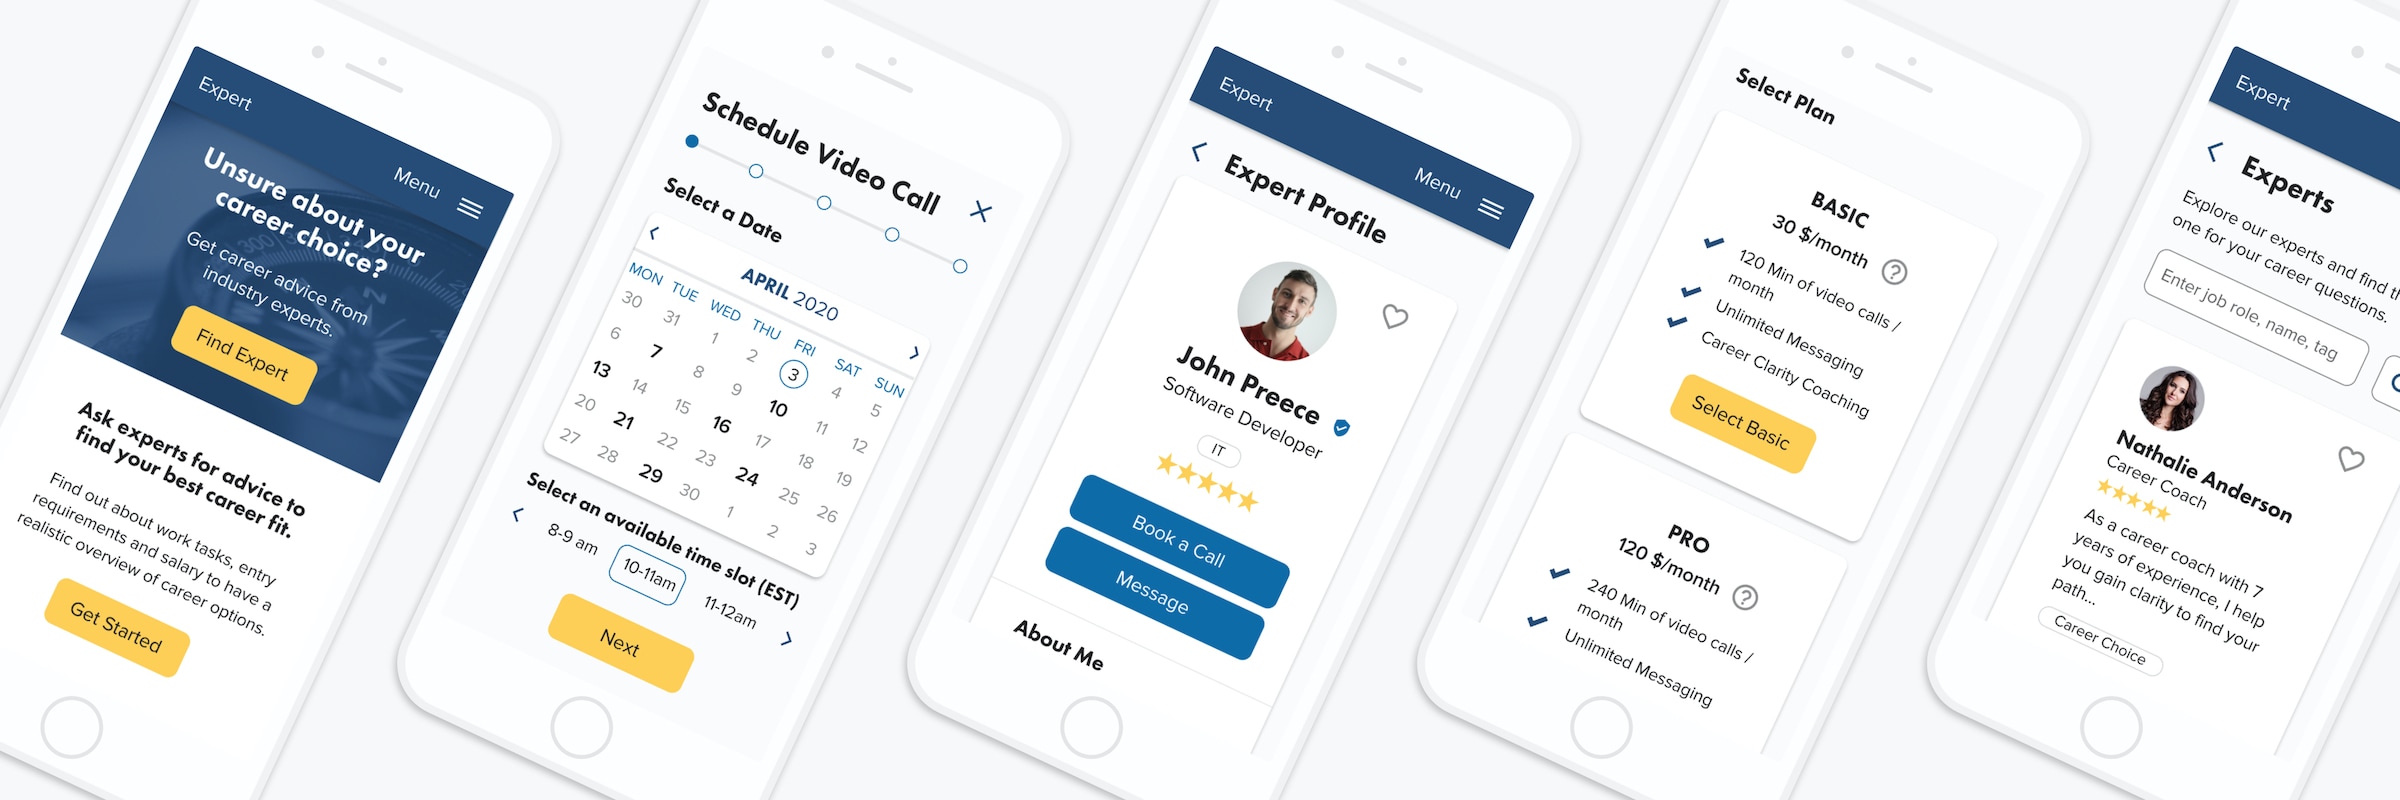 Expert
Menu
Unsure about your
career choice?
Get career advice from
industry experts.
Find Expert
Ask experts for advice to
find your best career fit.
Find out about work tasks, entry
requirements and salary to have a
realistic overview of career options.
Get Started
Schedule Video Call
Select a Date
APRIL 2020
MON TUE WED THU FRI SAT SUN
30 31 1 2 3 4 5
6 7 8 9 10 11 12
13 14 15 16 17 18 19
20 21 22 23 24 25 26
27 28 29 30 1 2 3
Select an available time slot (EST)
8-9 am 10-11am 11-12am
Next
Expert
Menu
Expert Profile
John Preece
Software Developer
IT
Book a Call
Message
About Me
Select Plan
BASIC
30 $/month
?
120 Min of video calls /
month
Unlimited Messaging
Career Clarity Coaching
Select Basic
PRO
120 $/month
?
240 Min of video calls /
month
Unlimited Messaging
Expert
Experts
Explore our experts and find
one for your career questions.
Enter job role, name, tag
Nathalie Anderson
Career Coach
As a career coach with 7
years of experience, I help
you gain clarity to find your
path...
Career Choice